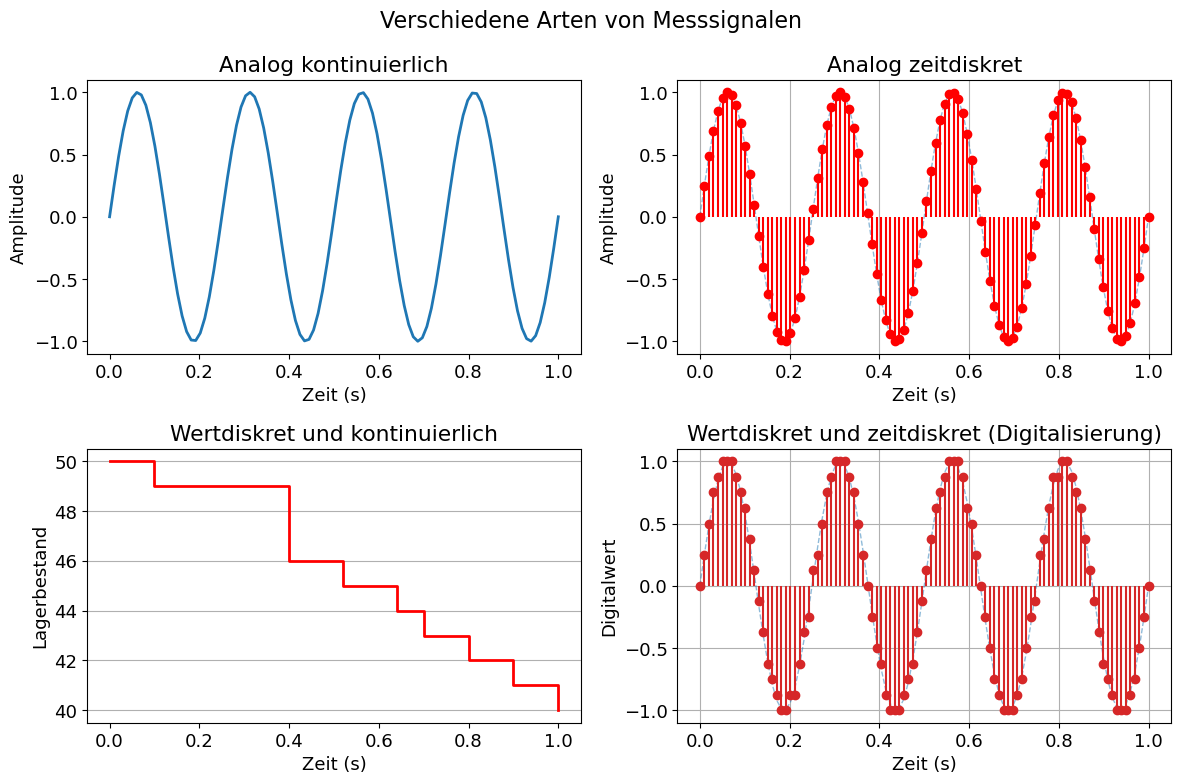 Verschiedene Arten von Messsignalen
Analog kontinuierlich
Amplitude
1.0
0.5
0.0
−0.5
−1.0
0.0 0.2 0.4 0.6 0.8 1.0
Zeit (s)
Analog zeitdiskret
Amplitude
1.0
0.5
0.0
−0.5
−1.0
0.0 0.2 0.4 0.6 0.8 1.0
Zeit (s)
Wertdiskret und kontinuierlich
Lagerbestand
50
48
46
44
42
40
0.0 0.2 0.4 0.6 0.8 1.0
Zeit (s)
Wertdiskret und zeitdiskret (Digitalisierung)
Digitalwert
1.0
0.5
0.0
−0.5
−1.0
0.0 0.2 0.4 0.6 0.8 1.0
Zeit (s)